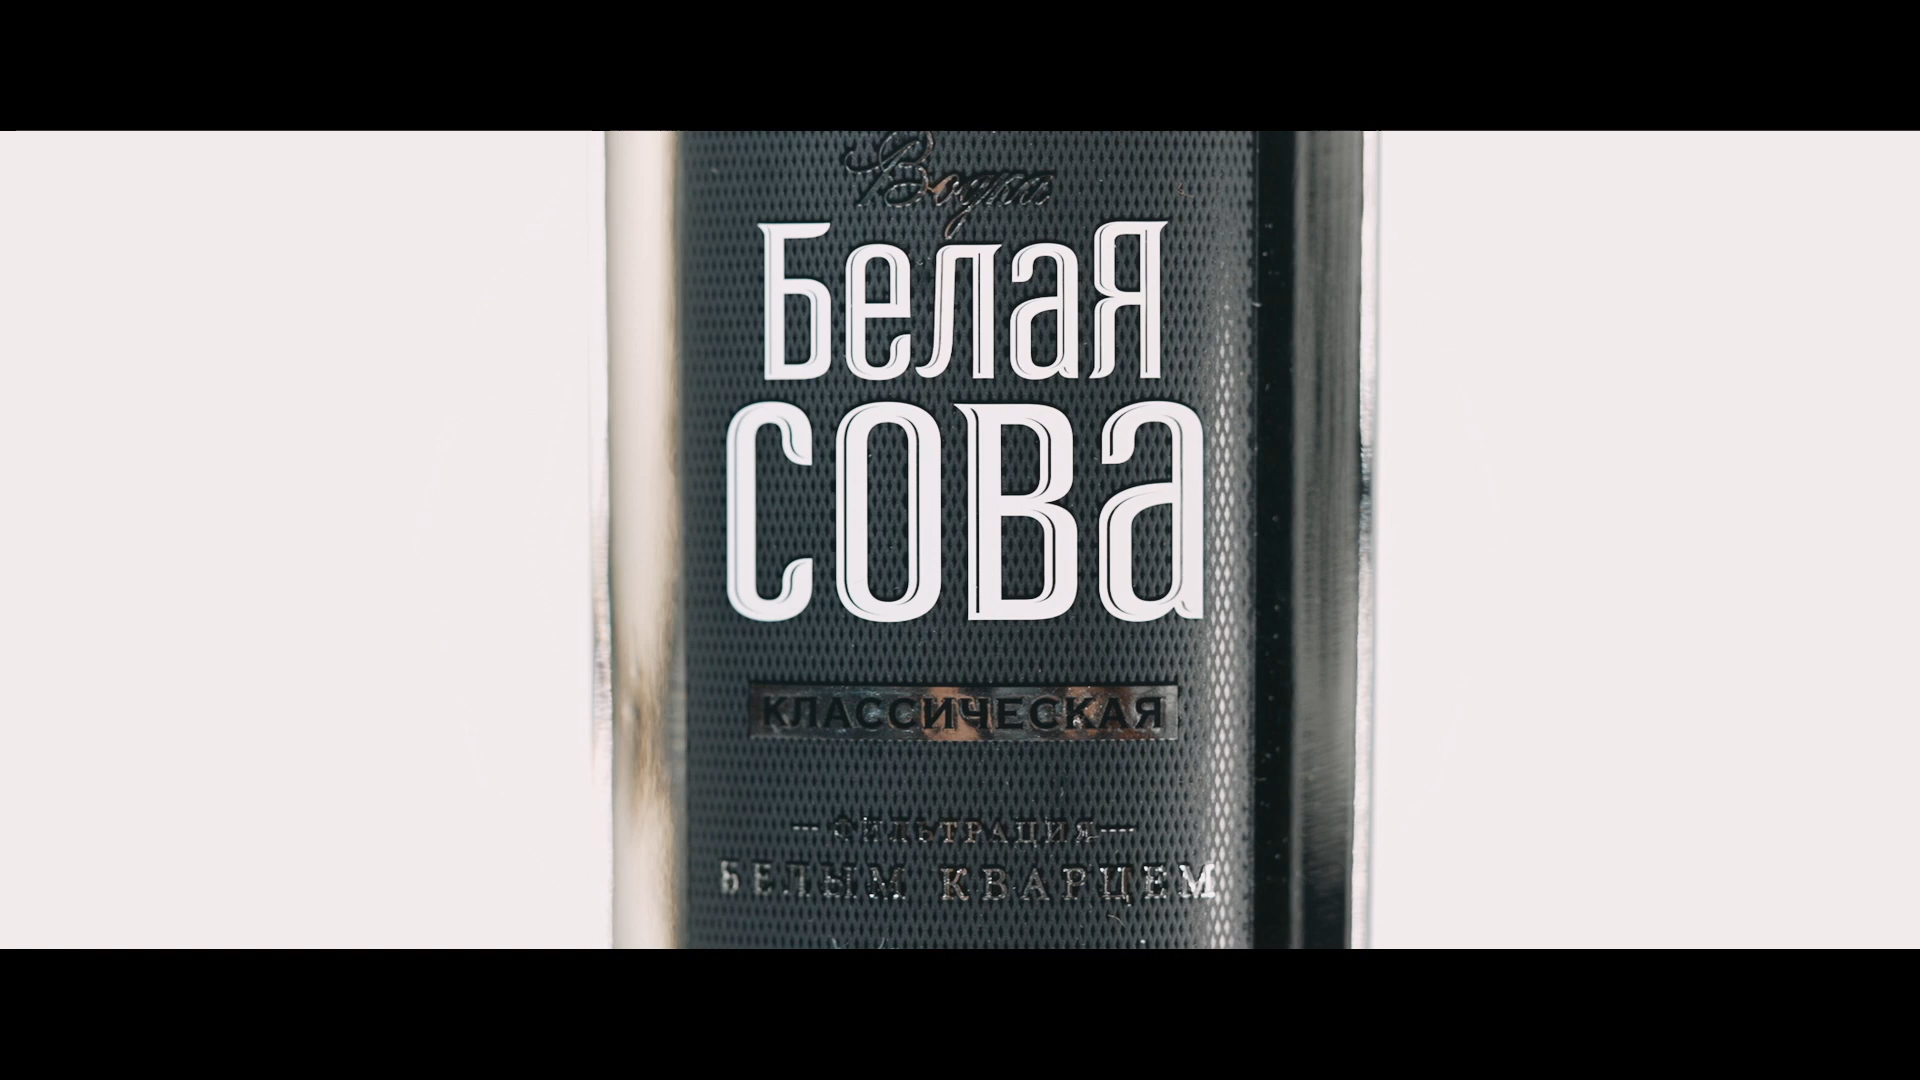 Водка
Белая
сова
КЛАССИЧЕСКАЯ
ФИЛЬТРАЦИЯ
БЕЛЫМ КВАРЦЕМ